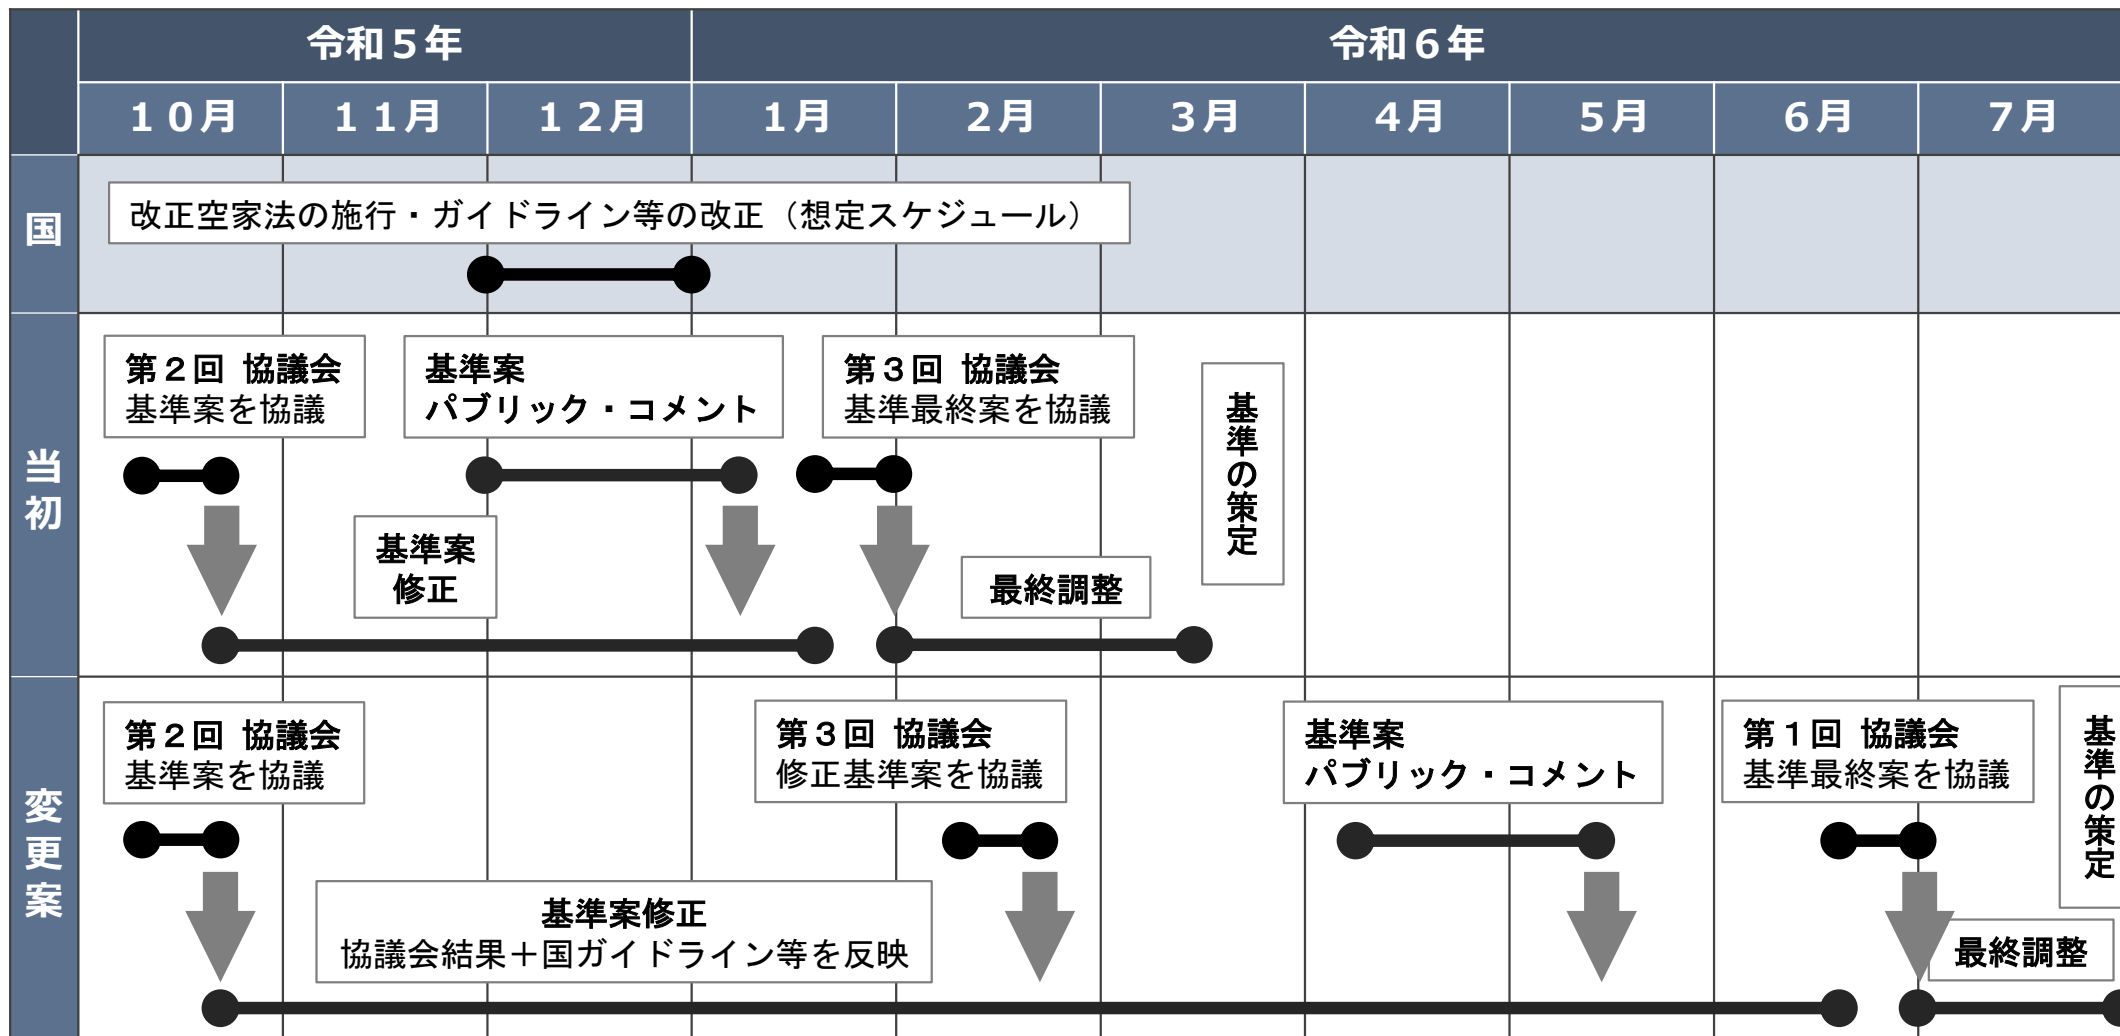 令和５年
令和６年
１０月
１１月
１２月
１月
２月
３月
４月
５月
６月
７月
国
改正空家法の施行・ガイドライン等の改正（想定スケジュール）
当初
第２回 協議会
基準案を協議
基準案
パブリック・コメント
第３回 協議会
基準最終案を協議
基準の策定
基準案
修正
最終調整
変更案
第２回 協議会
基準案を協議
第３回 協議会
修正基準案を協議
基準案
パブリック・コメント
第１回 協議会
基準最終案を協議
基準の策定
基準案修正
協議会結果＋国ガイドライン等を反映
最終調整